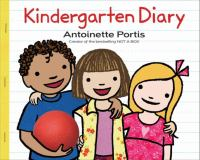 Kindergarten Diary
Antoinette Portis
Creator of the bestselling NOT A BOX